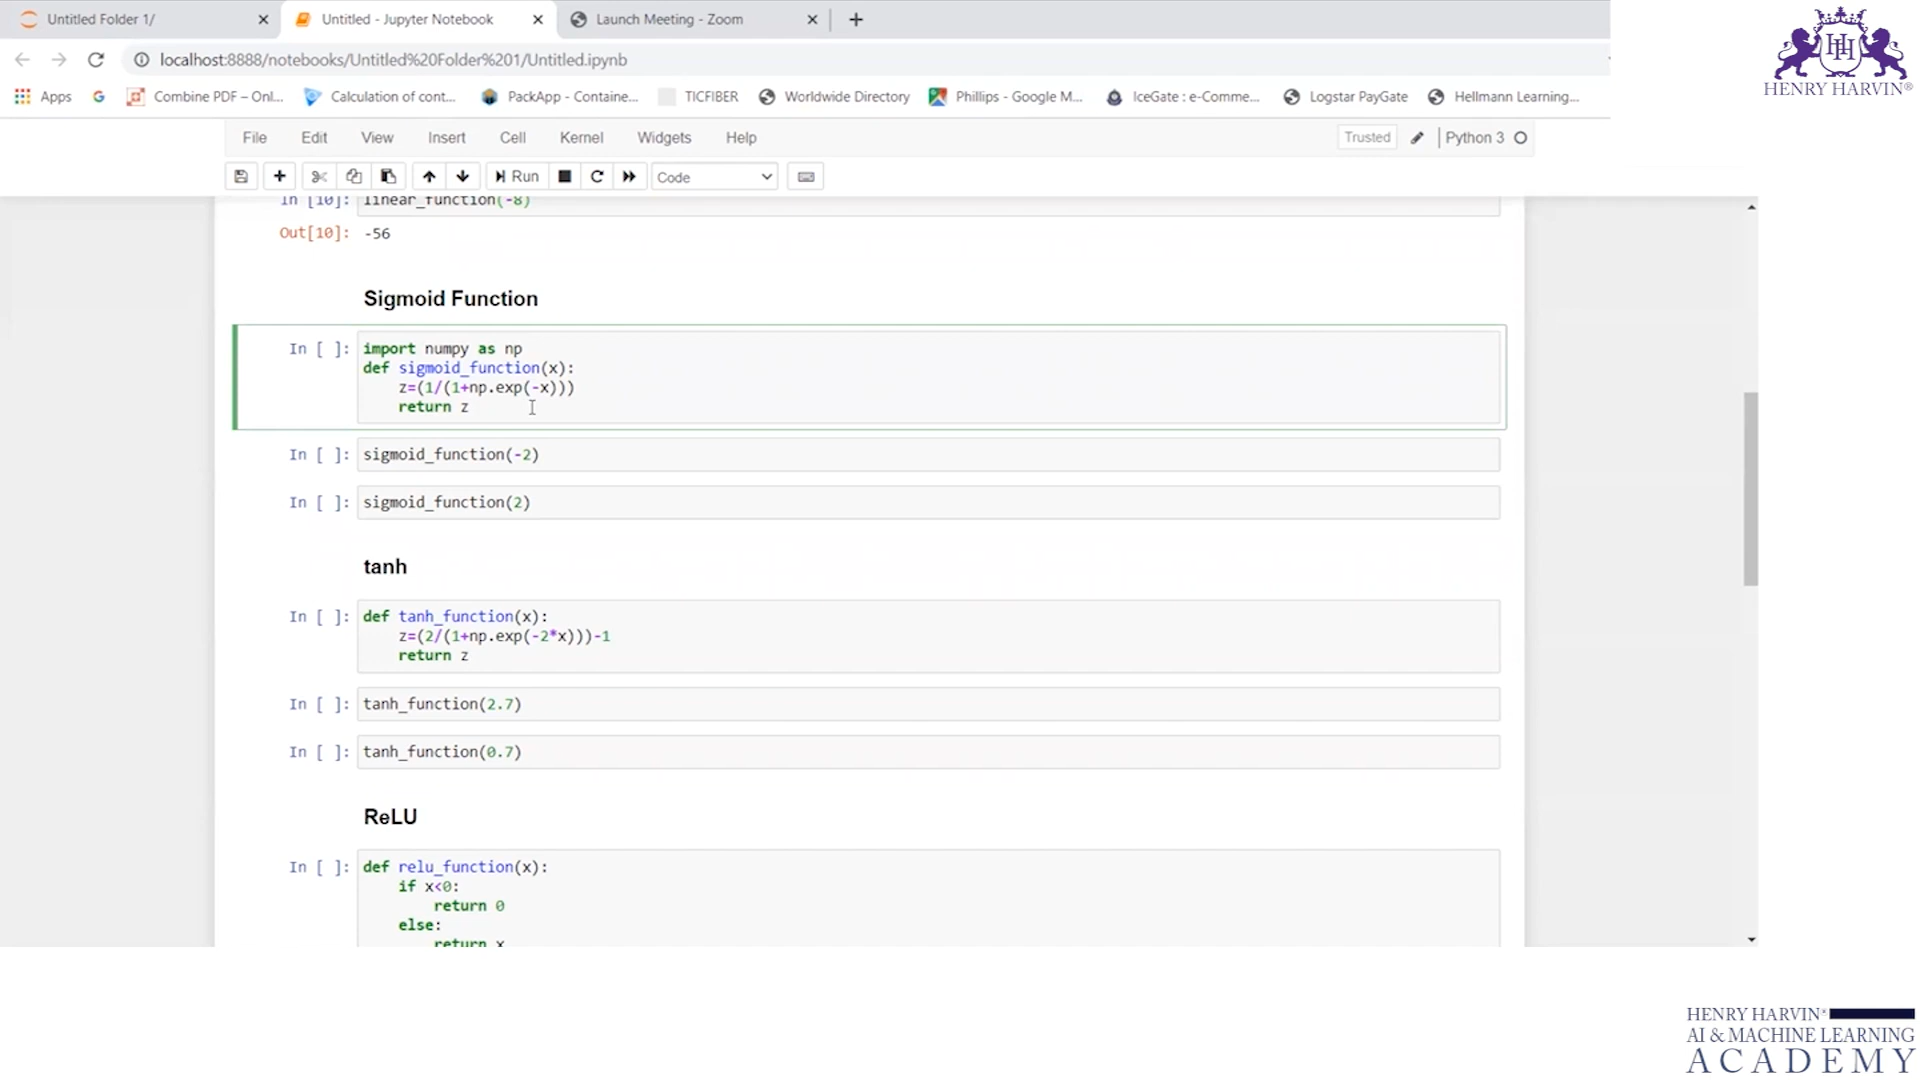 Untitled Folder 1/
Untitled - Jupyter Notebook
Launch Meeting - Zoom
localhost:8888/notebooks/Untitled%20Folder%201/Untitled.ipynb
Apps
Combine PDF – Onl...
Calculation of cont...
PackApp - Containe...
TICFIBER
Worldwide Directory
Phillips - Google M...
IceGate : e-Comme...
Logstar PayGate
Hellmann Learning...
HENRY HARVIN®
File Edit View Insert Cell Kernel Widgets Help
Trusted Python 3
Run Code
In [10]: linear_function(-8)
Out[10]: -56
Sigmoid Function
In [ ]: import numpy as np
def sigmoid_function(x):
    z=(1/(1+np.exp(-x)))
    return z
In [ ]: sigmoid_function(-2)
In [ ]: sigmoid_function(2)
tanh
In [ ]: def tanh_function(x):
    z=(2/(1+np.exp(-2*x)))-1
    return z
In [ ]: tanh_function(2.7)
In [ ]: tanh_function(0.7)
ReLU
In [ ]: def relu_function(x):
    if x<0:
        return 0
    else:
        return x
HENRY HARVIN®
AI & MACHINE LEARNING
ACADEMY